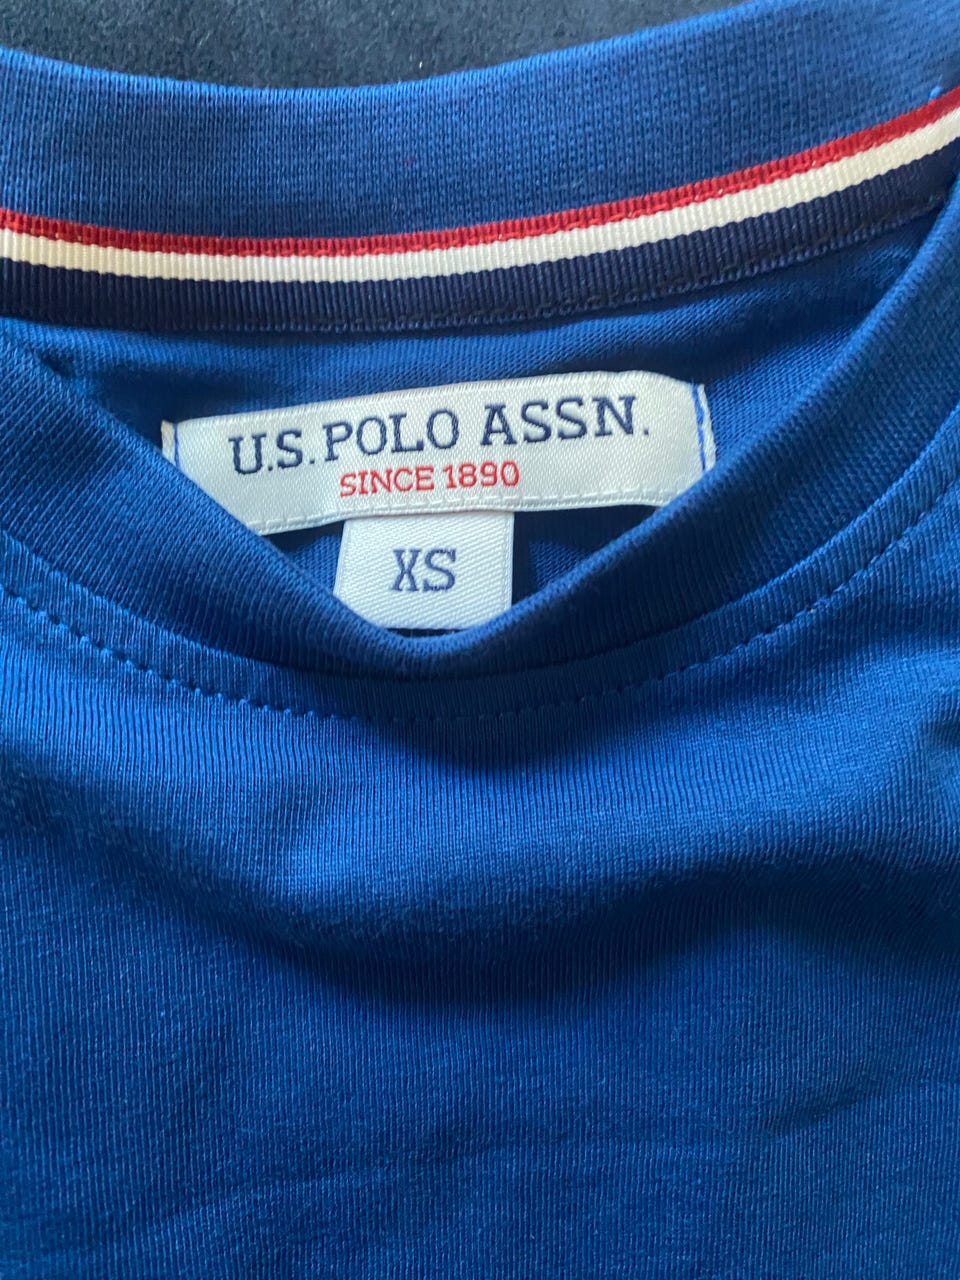 U.S. POLO ASSN.
SINCE 1890
XS